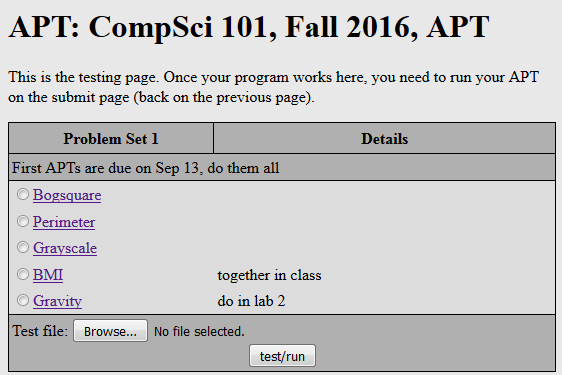 APT: CompSci 101, Fall 2016, APT
This is the testing page. Once your program works here, you need to run your APT
on the submit page (back on the previous page).
Problem Set 1 Details
First APTs are due on Sep 13, do them all
Bogsquare
Perimeter
Grayscale
BMI together in class
Gravity do in lab 2
Test file: Browse... No file selected.
test/run